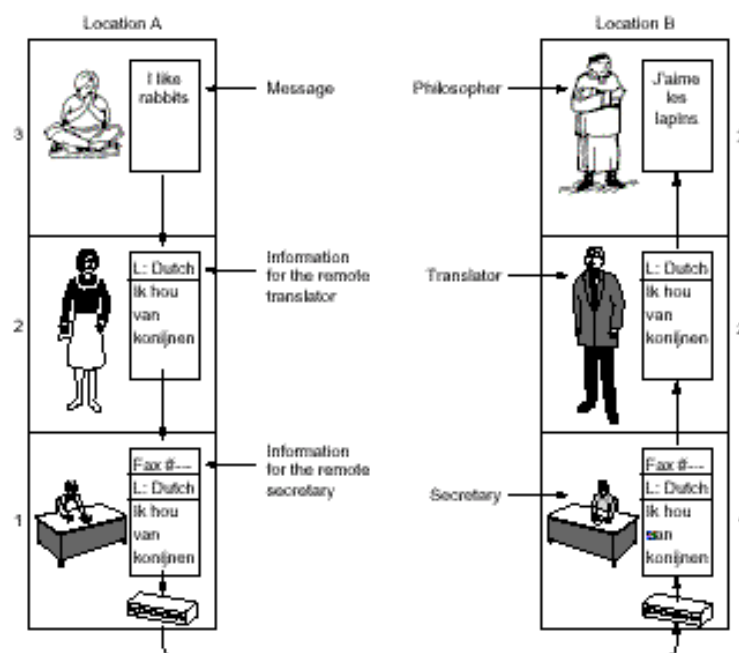 Location A
Location B
I like
rabbits
Message
Philosopher
J'aime
les
lapins
3
L: Dutch
Ik hou
van
konijnen
Information
for the remote
translator
Translator
L: Dutch
Ik hou
van
konijnen
2
Fax #---
L: Dutch
Ik hou
van
konijnen
Information
for the remote
secretary
Secretary
Fax #---
L: Dutch
Ik hou
konijnen
1